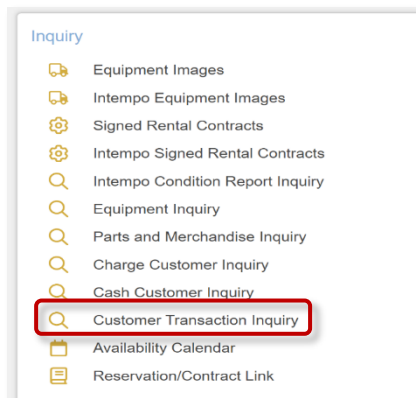 Inquiry
Equipment Images
Intempo Equipment Images
Signed Rental Contracts
Intempo Signed Rental Contracts
Intempo Condition Report Inquiry
Equipment Inquiry
Parts and Merchandise Inquiry
Charge Customer Inquiry
Cash Customer Inquiry
Customer Transaction Inquiry
Availability Calendar
Reservation/Contract Link